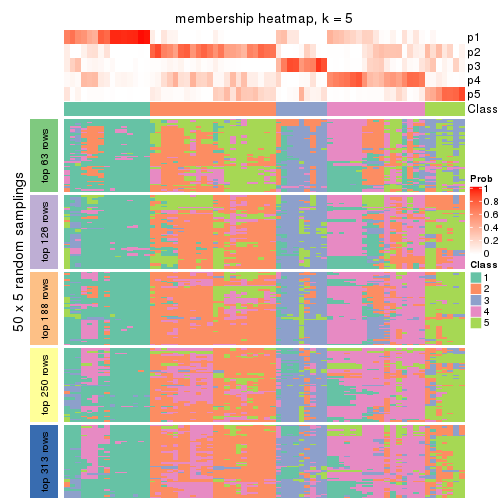 membership heatmap, k = 5
p1
p2
p3
p4
p5
Class
50 x 5 random samplings
top 63 rows
top 126 rows
top 188 rows
top 250 rows
top 313 rows
Prob
1
0.8
0.6
0.4
0.2
0
Class
1
2
3
4
5